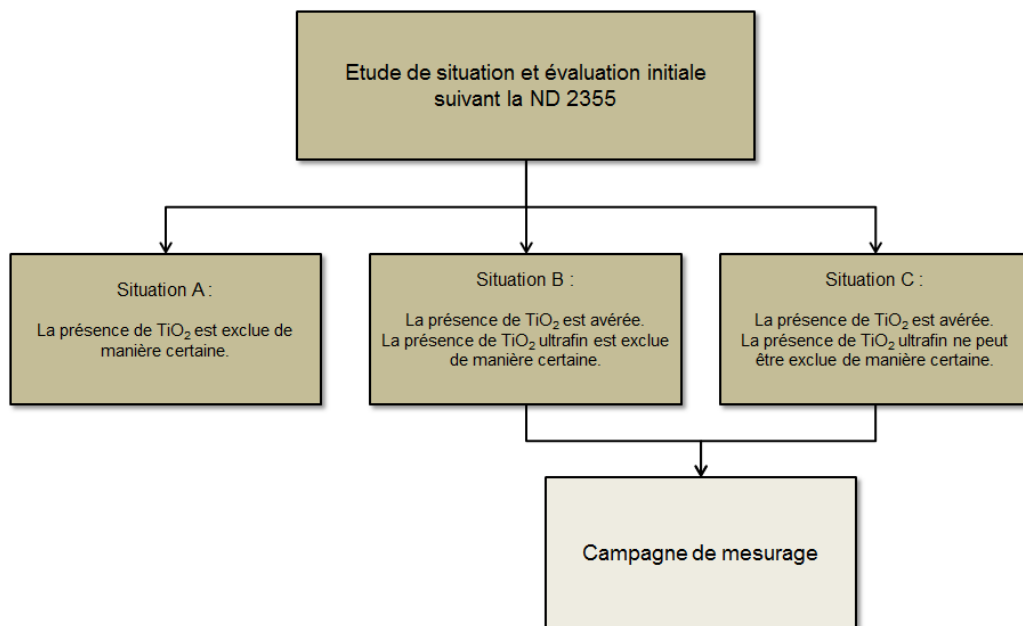 Etude de situation et évaluation initiale
suivant la ND 2355
Situation A :
La présence de TiO₂ est exclue de
manière certaine.
Situation B :
La présence de TiO₂ est avérée.
La présence de TiO₂ ultrafin est exclue
de manière certaine.
Situation C :
La présence de TiO₂ est avérée.
La présence de TiO₂ ultrafin ne peut
être exclue de manière certaine.
Campagne de mesurage